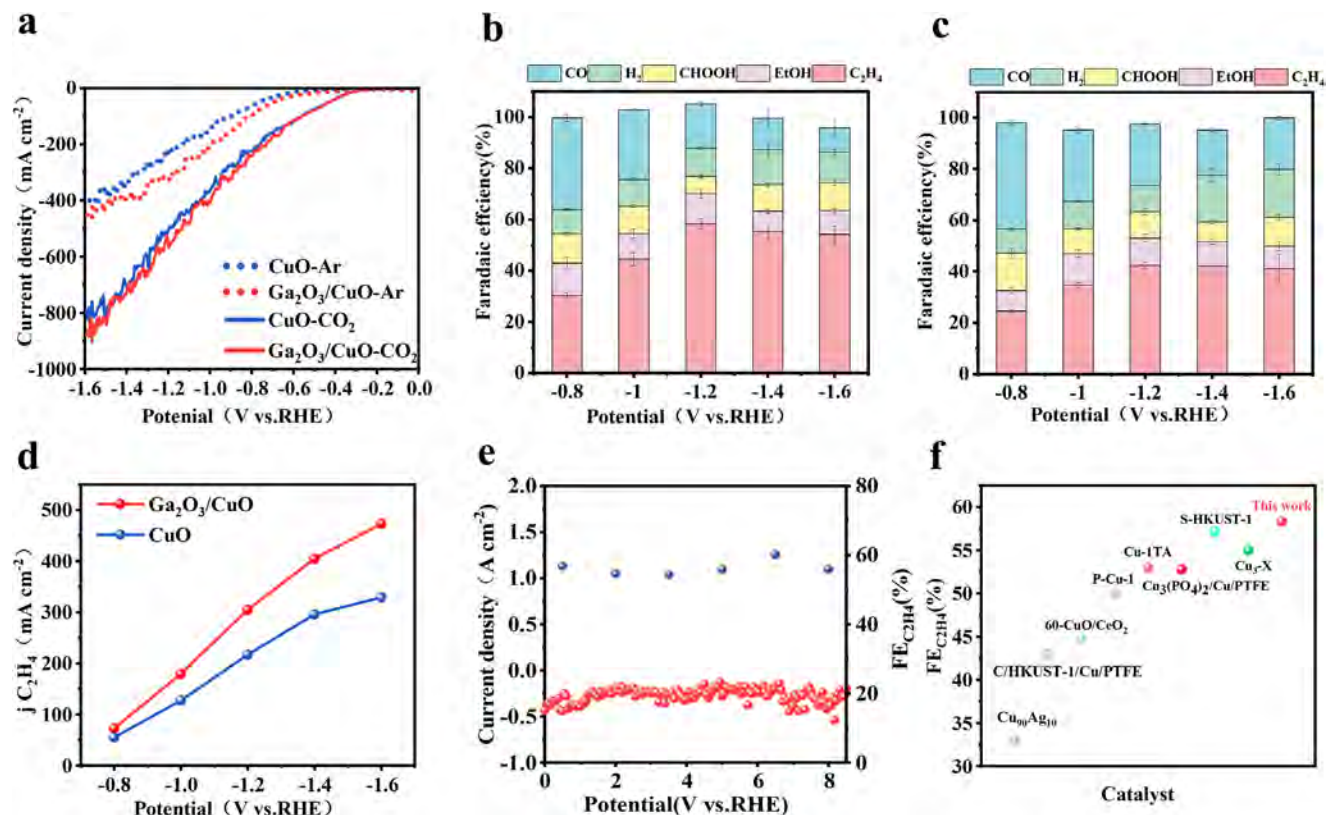 a
0
-200
-400
-600
-800
-1000
Current density（mA cm⁻²）
CuO-Ar
Ga₂O₃/CuO-Ar
CuO-CO₂
Ga₂O₃/CuO-CO₂
-1.6 -1.4 -1.2 -1.0 -0.8 -0.6 -0.4 -0.2 0.0
Potenial（V vs.RHE）
b
CO H₂ CHOOH EtOH C₂H₄
100
80
60
40
20
0
Faradaic effciency(%)
-0.8 -1 -1.2 -1.4 -1.6
Potenial（V vs.RHE）
c
CO H₂ CHOOH EtOH C₂H₄
100
80
60
40
20
0
Faradaic effciency(%)
-0.8 -1 -1.2 -1.4 -1.6
Potenial（V vs.RHE）
d
Ga₂O₃/CuO
CuO
500
400
300
200
100
0
j C₂H₄（mA cm⁻²）
-0.8 -1.0 -1.2 -1.4 -1.6
Potenial（V vs.RHE）
e
2.0
1.5
1.0
0.5
0.0
-0.5
-1.0
Current density（A cm⁻²）
80
60
40
20
0
FE_C2H4(%)
0 2 4 6 8
Potenial(V vs.RHE)
f
60
55
50
45
40
35
30
FE_C2H4(%)
This work
S-HKUST-1
Cu-1TA
Cu₃-X
P-Cu-1
Cu₃(PO₄)₂/Cu/PTFE
60-CuO/CeO₂
C/HKUST-1/Cu/PTFE
Cu₉₀Ag₁₀
Catalyst